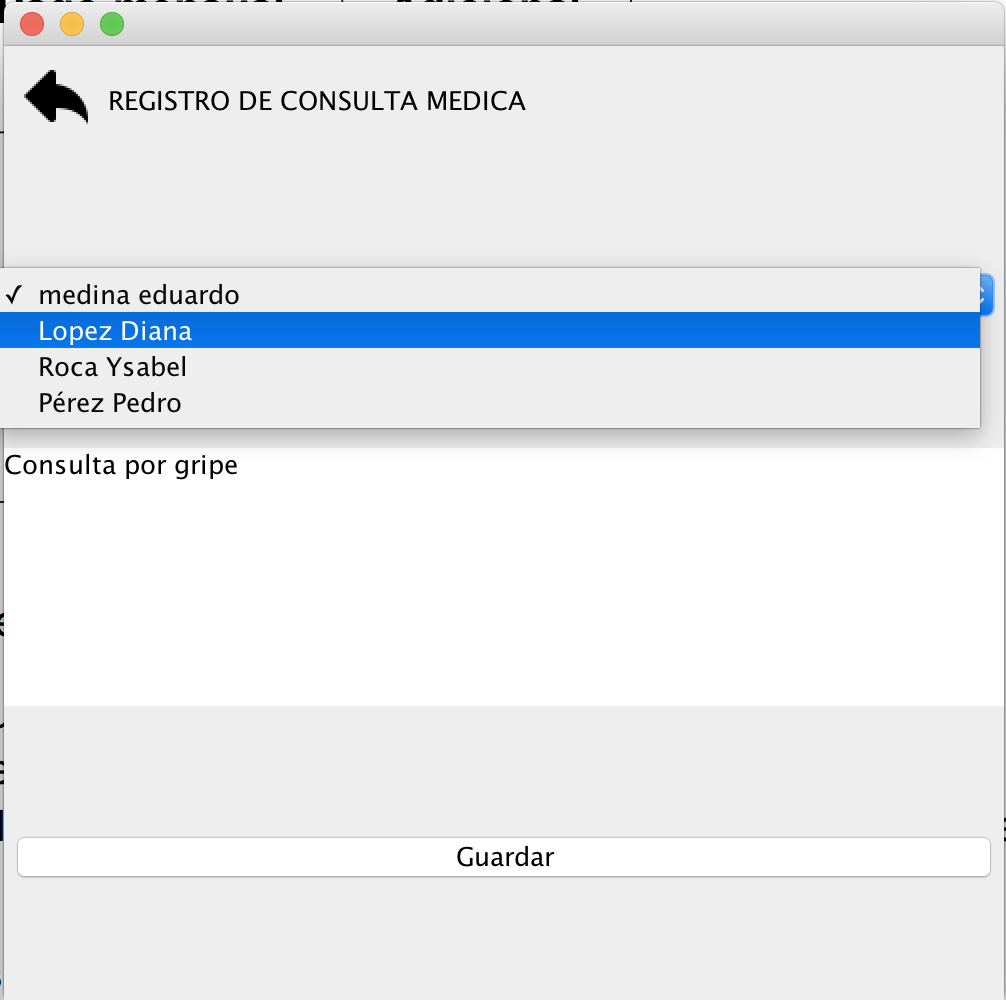 REGISTRO DE CONSULTA MEDICA
✓ medina eduardo
Lopez Diana
Roca Ysabel
Pérez Pedro
Consulta por gripe
Guardar